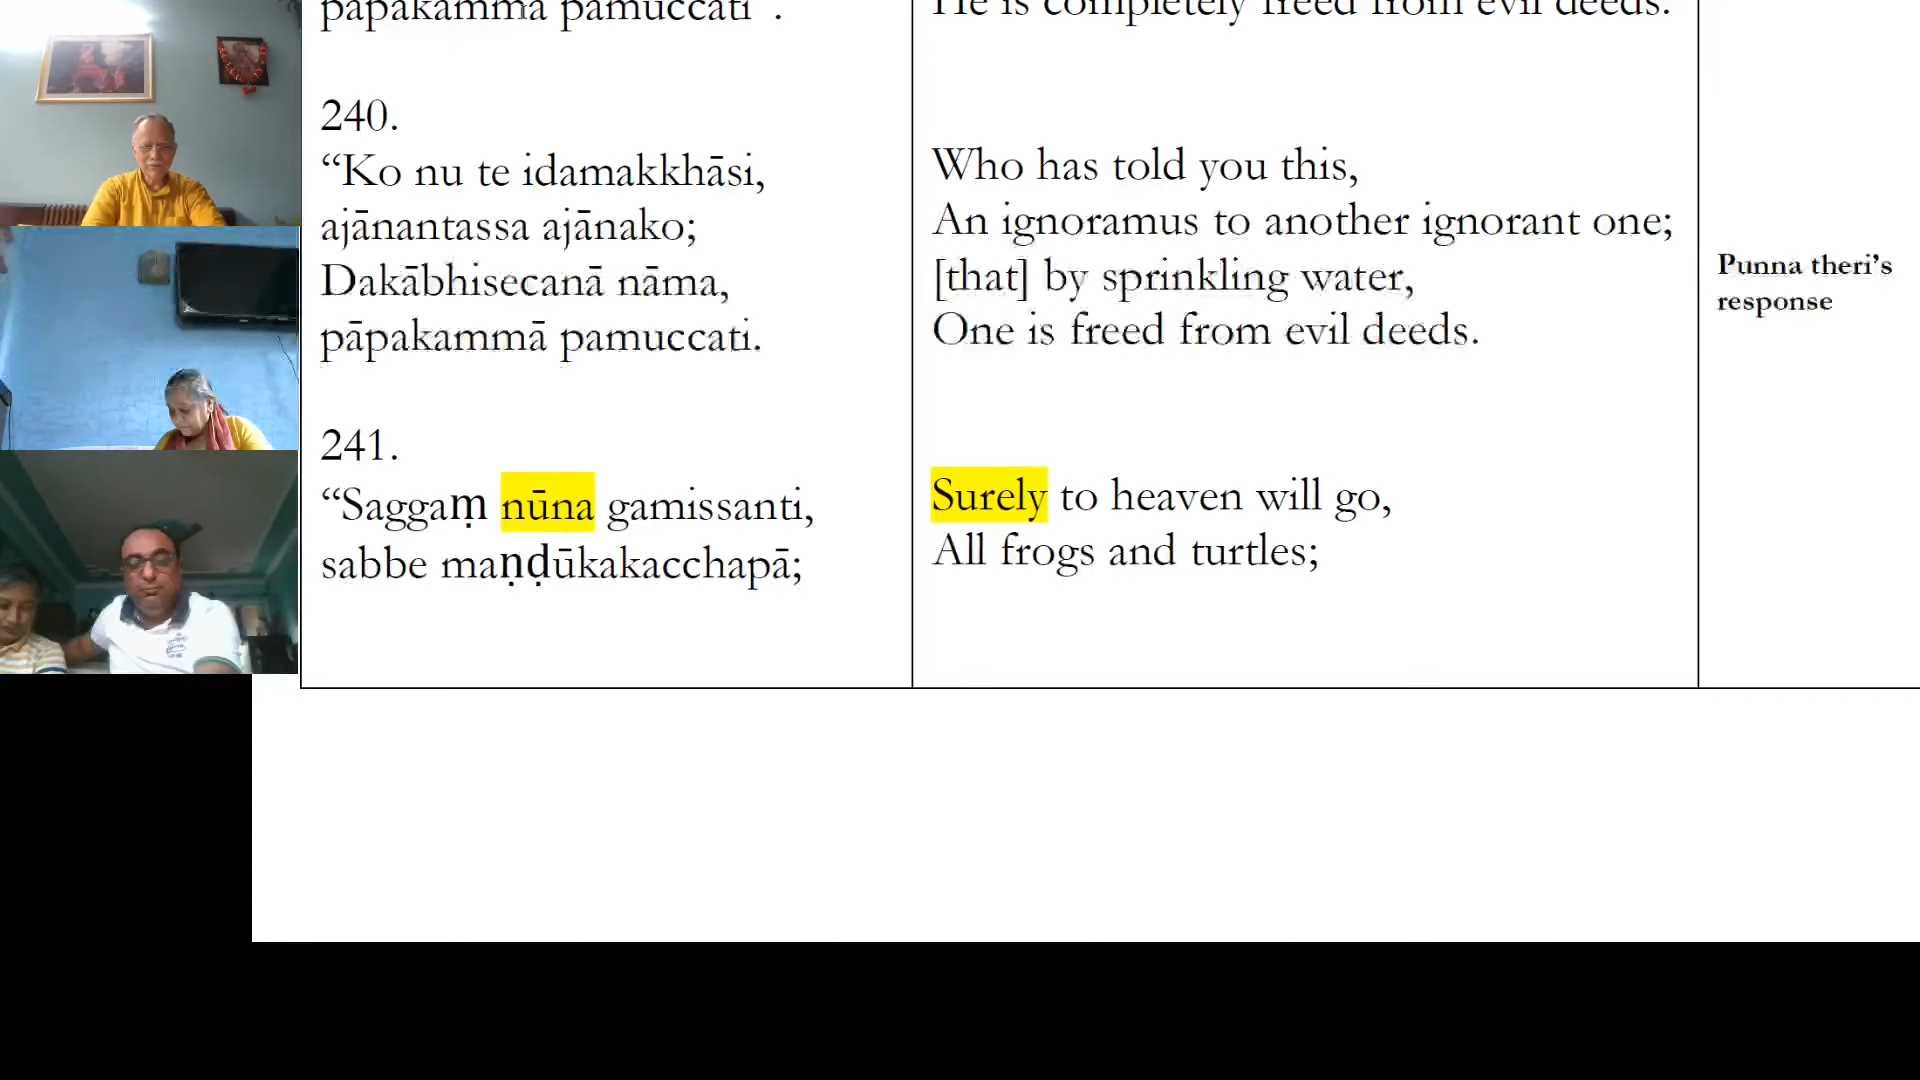 pāpakammā pamuccati”.
240.
“Ko nu te idamakkhāsi,
ajānantassa ajānako;
Dakābhisecanā nāma,
pāpakammā pamuccati.
241.
“Saggaṃ nūna gamissanti,
sabbe maṇḍūkakacchapā;
He is completely freed from evil deeds.
Who has told you this,
An ignoramus to another ignorant one;
[that] by sprinkling water,
One is freed from evil deeds.
Surely to heaven will go,
All frogs and turtles;
Punna theri’s
response